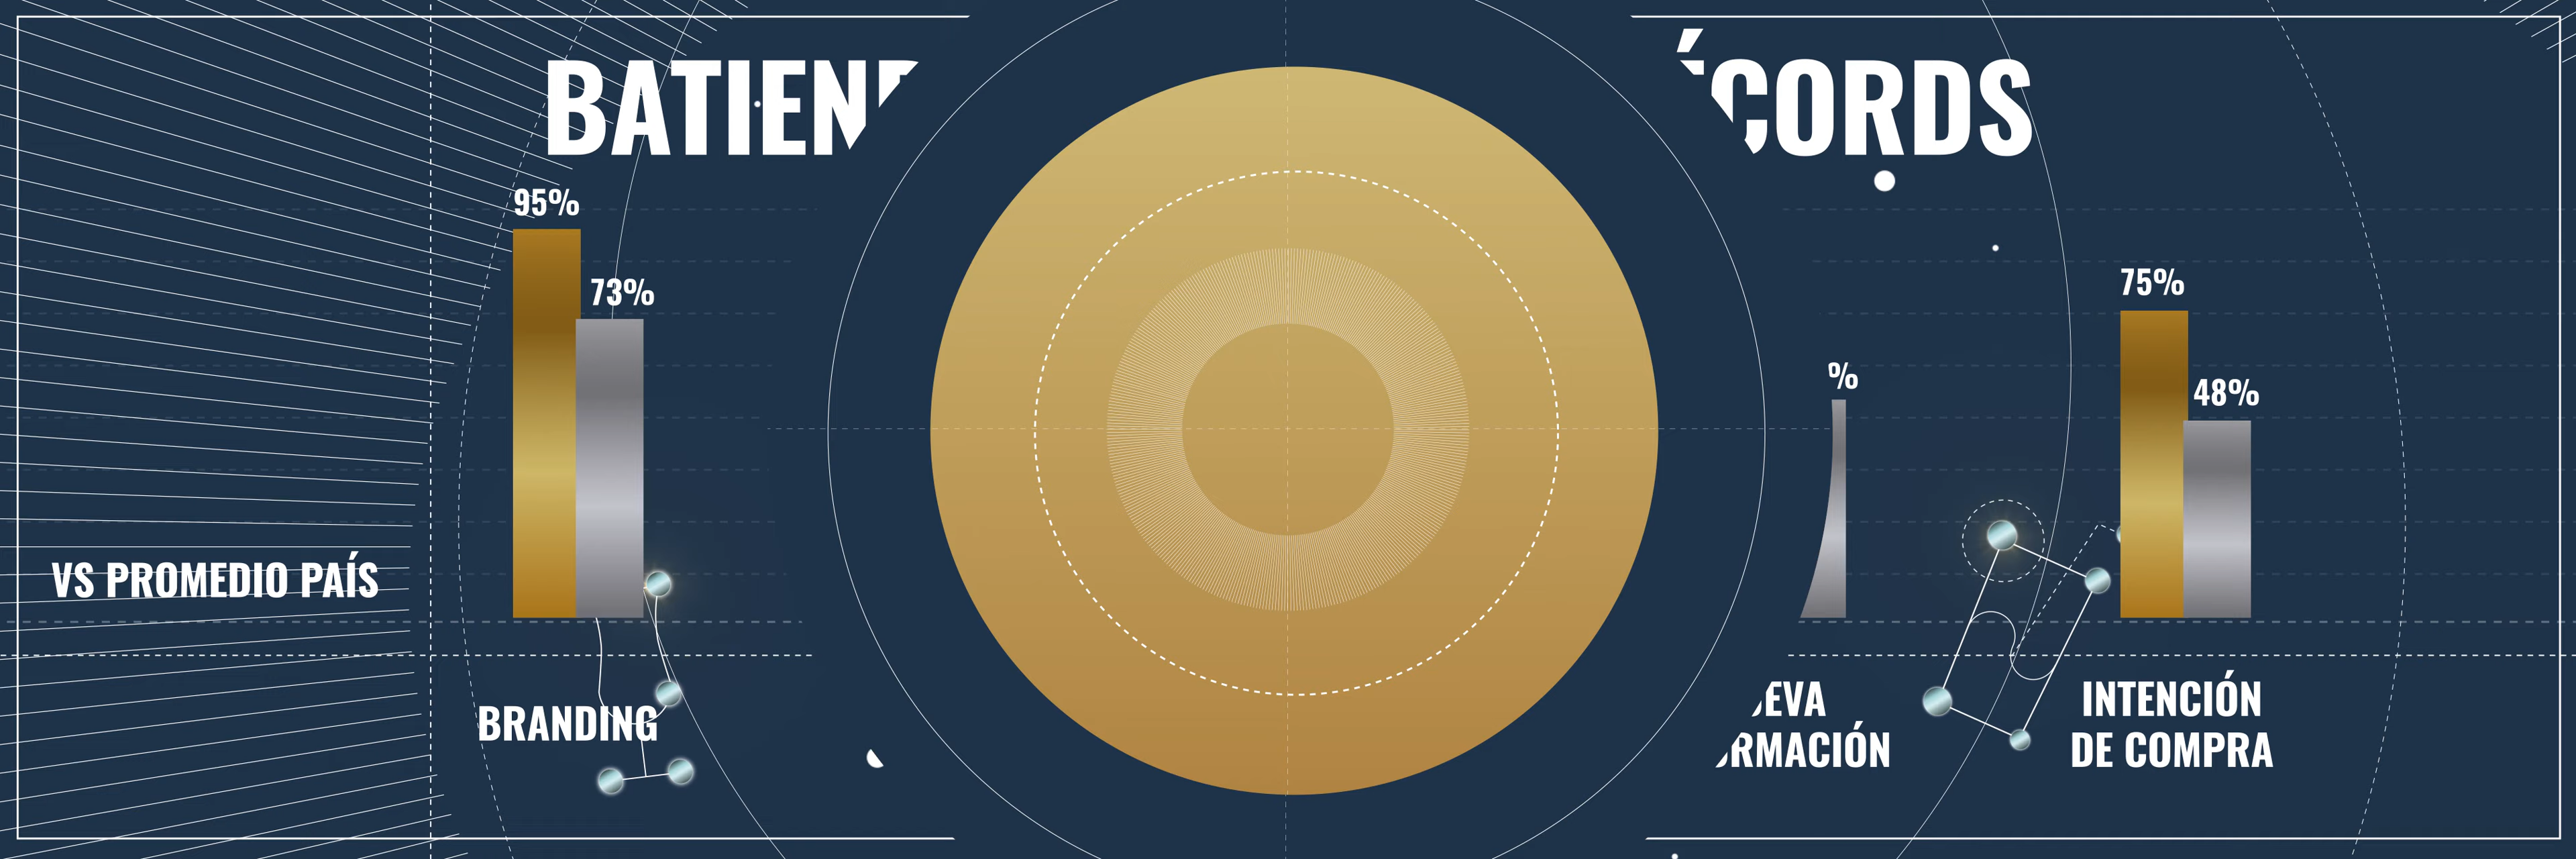 BATIEN
CORDS
95%
73%
%
75%
48%
VS PROMEDIO PAÍS
BRANDING
EVA
RMACIÓN
INTENCIÓN
DE COMPRA